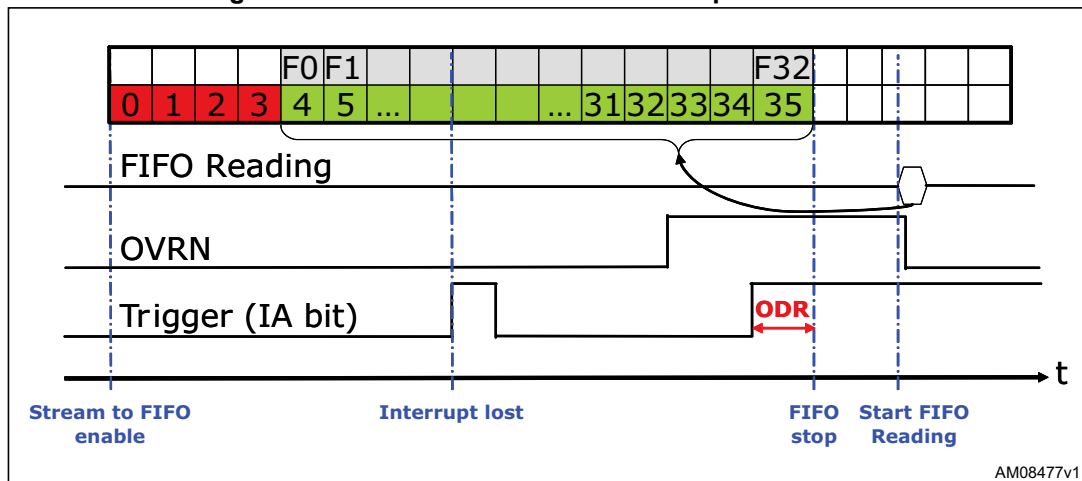 F0 F1 F32
0 1 2 3 4 5 ... ... 31 32 33 34 35
FIFO Reading
OVRN
Trigger (IA bit)
ODR
t
Stream to FIFO
enable
Interrupt lost
FIFO
stop
Start FIFO
Reading
AM08477v1